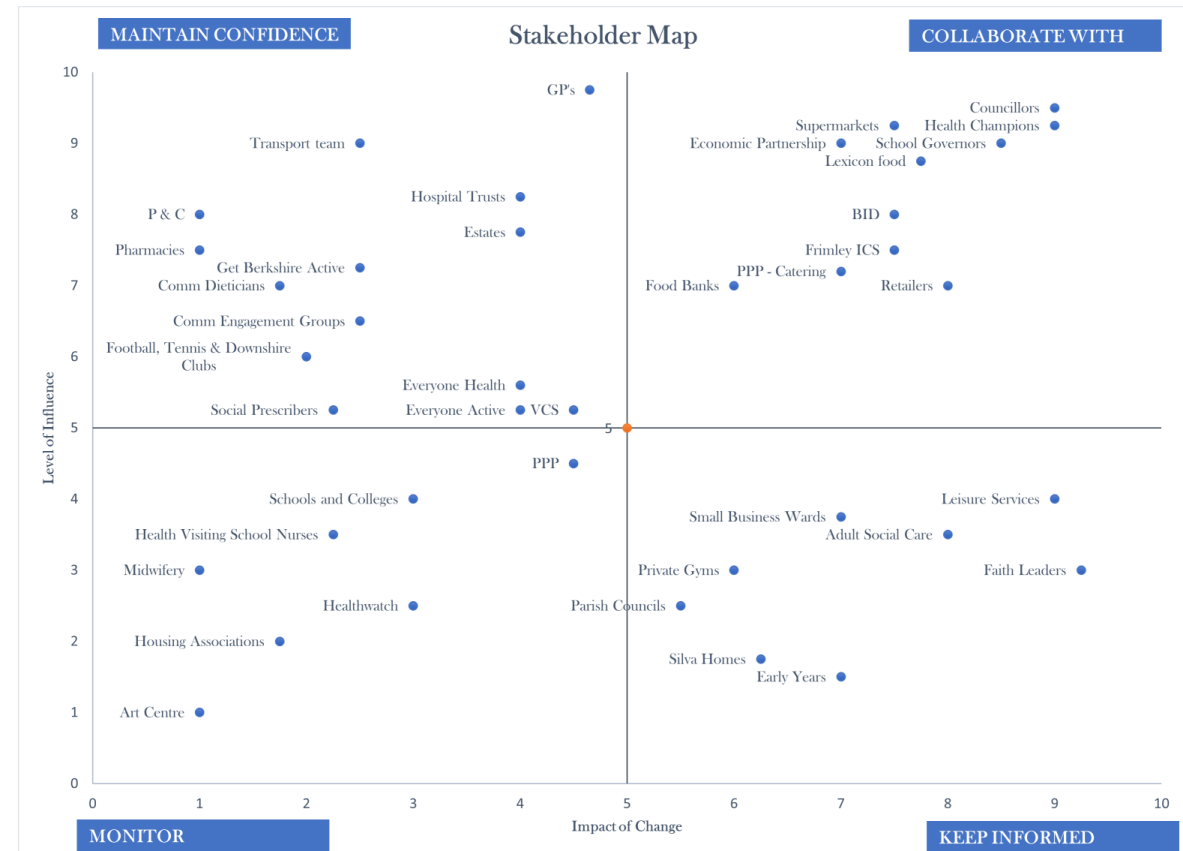 MAINTAIN CONFIDENCE
Stakeholder Map
COLLABORATE WITH
10
GP's
Councillors
Supermarkets
Health Champions
9
Transport team
Economic Partnership
School Governors
Lexicon food
Hospital Trusts
8
P & C
BID
Estates
Pharmacies
Frimley ICS
Get Berkshire Active
PPP - Catering
7
Comm Dieticians
Food Banks
Retailers
Comm Engagement Groups
6
Football, Tennis & Downshire
Clubs
Everyone Health
Social Prescribers
Everyone Active
VCS
5
5
Level of Influence
PPP
4
Schools and Colleges
Leisure Services
Small Business Wards
Health Visiting School Nurses
Adult Social Care
3
Midwifery
Private Gyms
Faith Leaders
Healthwatch
Parish Councils
2
Housing Associations
Silva Homes
Early Years
1
Art Centre
0
0 1 2 3 4 5 6 7 8 9 10
Impact of Change
MONITOR
KEEP INFORMED